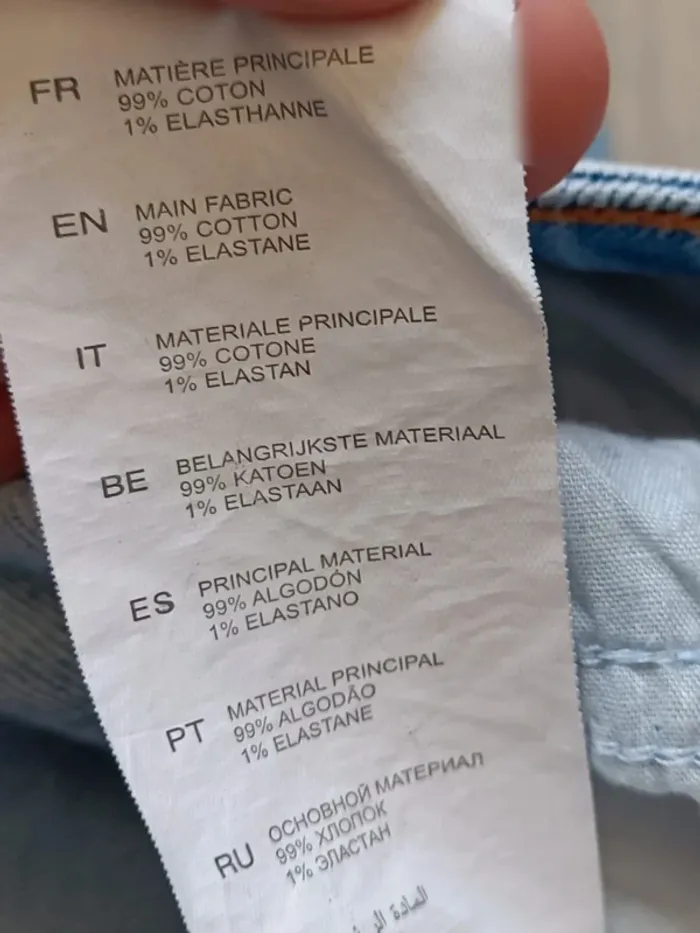 FR MATIÈRE PRINCIPALE
99% COTON
1% ELASTHANNE
EN MAIN FABRIC
99% COTTON
1% ELASTANE
IT MATERIALE PRINCIPALE
99% COTONE
1% ELASTAN
BE BELANGRIJKSTE MATERIAAL
99% KATOEN
1% ELASTAAN
ES PRINCIPAL MATERIAL
99% ALGODÓN
1% ELASTANO
PT MATERIAL PRINCIPAL
99% ALGODÃO
1% ELASTANE
RU ОСНОВНОЙ МАТЕРИАЛ
99% ХЛОПОК
1% ЭЛАСТАН
المادة